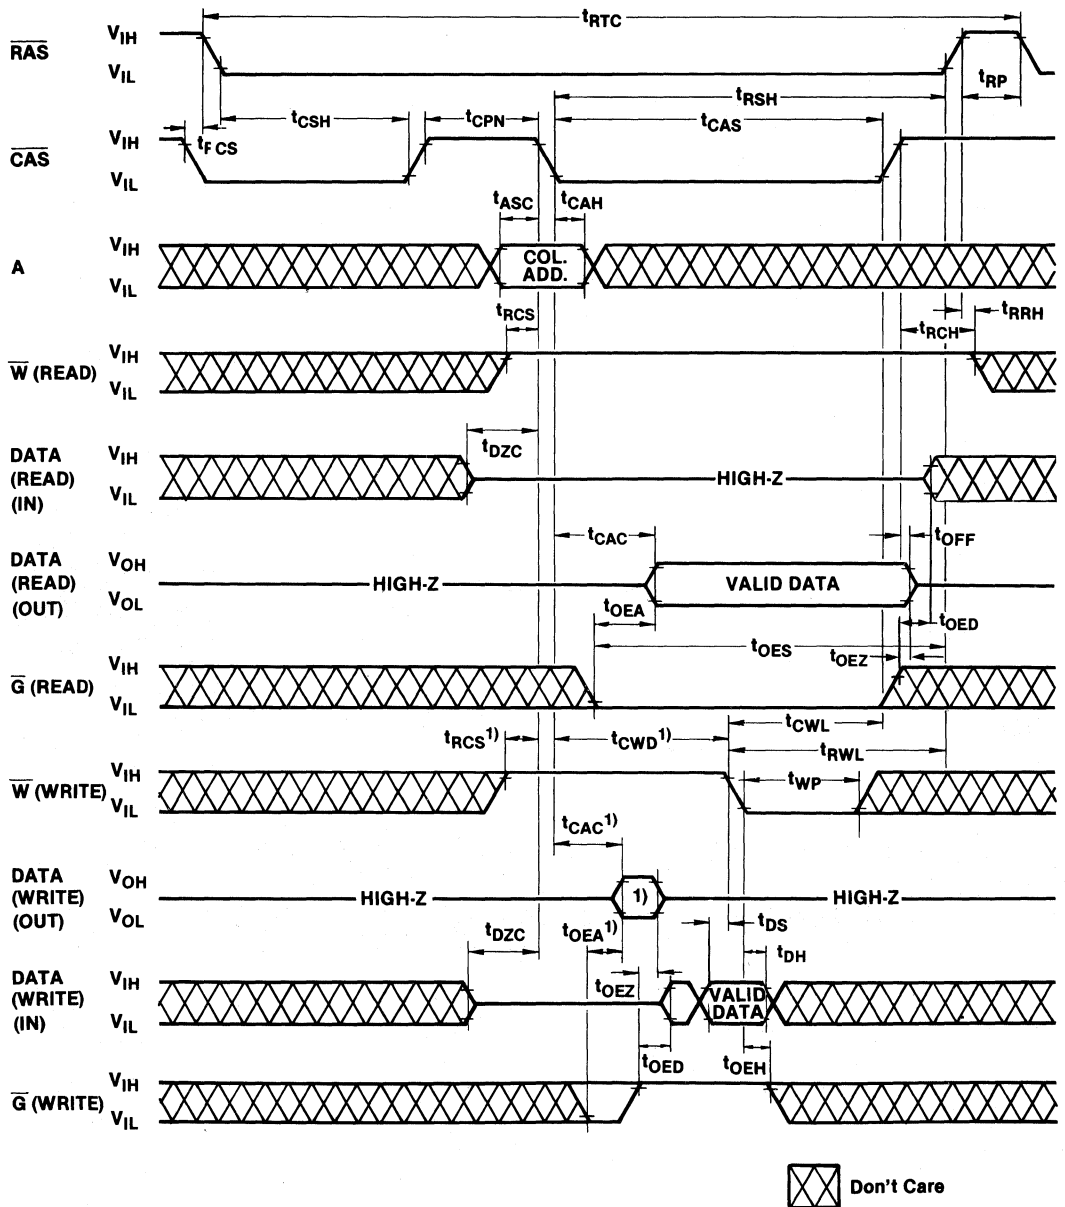 tRTC
RAS VIH
VIL
tRP
tRSH
tCSH tCPN tCAS
CAS VIH
VIL
tASC tCAH
A VIH
VIL
COL.
ADD.
tRCS tRRH
tRCH
W (READ) VIH
VIL
tDZC
DATA
(READ)
(IN)
VIH
VIL
HIGH-Z
tCAC tOFF
DATA
(READ)
(OUT)
VOH
VOL
HIGH-Z VALID DATA
tOEA tOED
tOES
tOEZ
G (READ) VIH
VIL
tCWL
tRCS1) tCWD1)
tRWL
W (WRITE) VIH
VIL
tWP
tCAC1)
DATA
(WRITE)
(OUT)
VOH
VOL
HIGH-Z 1) HIGH-Z
tDS
tDZC tOEA1)
tDH
DATA
(WRITE)
(IN)
VIH
VIL
tOEZ
VALID
DATA
tOED tOEH
G (WRITE) VIH
VIL
Don't Care